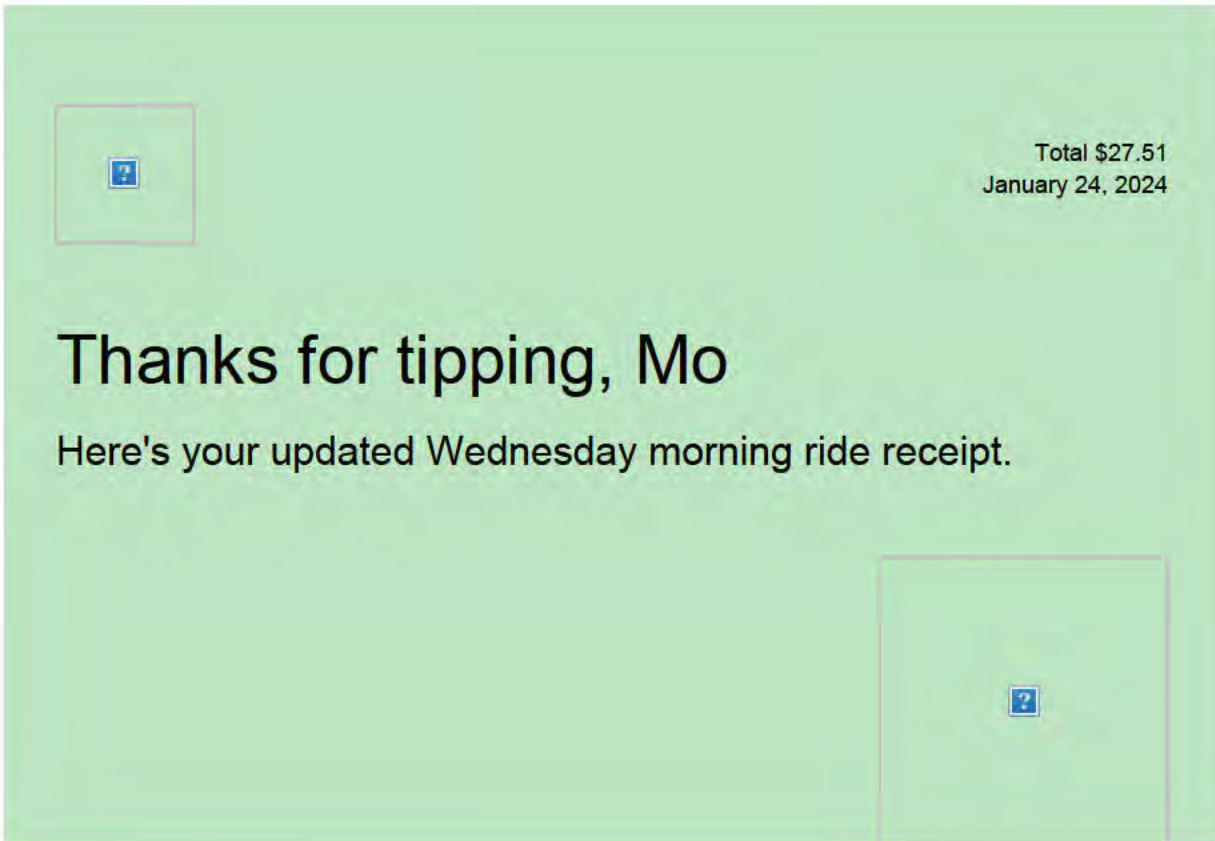 Total $27.51
January 24, 2024
Thanks for tipping, Mo
Here's your updated Wednesday morning ride receipt.